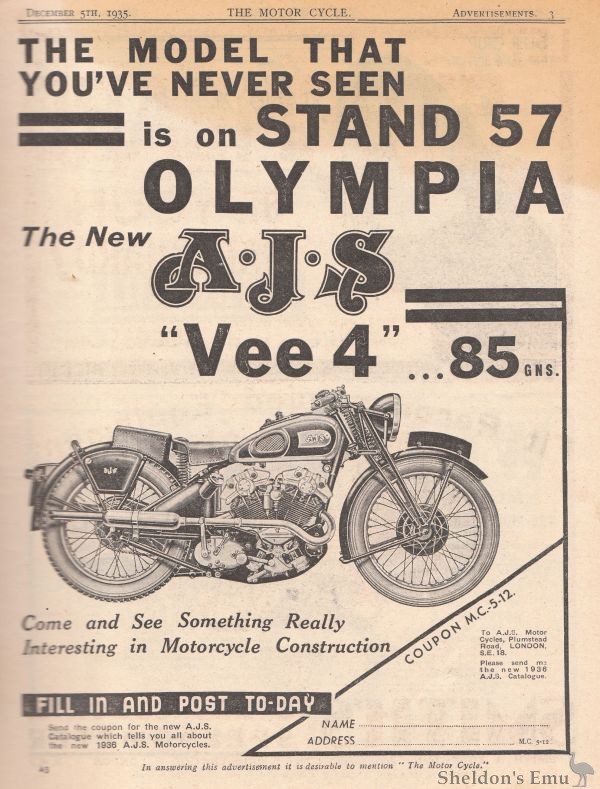 DECEMBER 5TH, 1935. THE MOTOR CYCLE. ADVERTISEMENTS. 3
THE MODEL THAT
YOU'VE NEVER SEEN
is on STAND 57
OLYMPIA
The New A·J·S
"Vee 4" ...85 GNS.
AJS
AJS
Come and See Something Really
Interesting in Motorcycle Construction
COUPON M.C.-5-12.
To A.J.S. Motor
Cycles, Plumstead
Road, LONDON,
S.E.18.
Please send me
the new 1936
A.J.S. Catalogue.
FILL IN AND POST TO-DAY
Send the coupon for the new A.J.S.
Catalogue which tells you all about
the new 1936 A.J.S. Motorcycles.
NAME
ADDRESS M.C. 5-12
In answering this advertisement it is desirable to mention "The Motor Cycle."
Sheldon's Emu